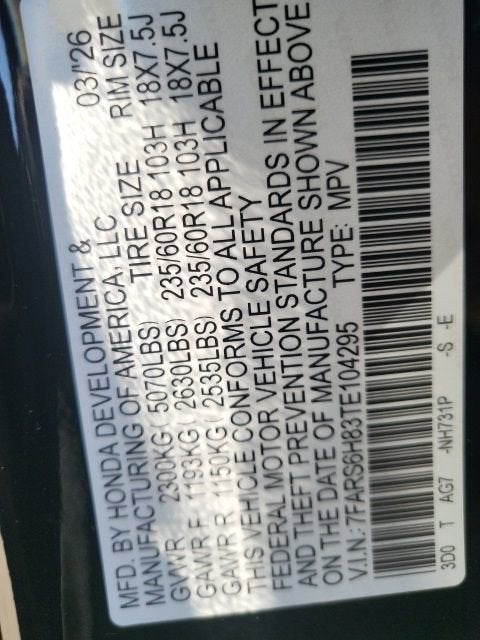 MFD. BY HONDA DEVELOPMENT & 03/'26
MANUFACTURING OF AMERICA, LLC
TIRE SIZE RIM SIZE
GVWR 2300KG ( 5070LBS) 235/60R18 103H 18X7.5J
GAWR F 1193KG ( 2630LBS) 235/60R18 103H 18X7.5J
GAWR R 1150KG ( 2535LBS)
THIS VEHICLE CONFORMS TO ALL APPLICABLE
FEDERAL MOTOR VEHICLE SAFETY
AND THEFT PREVENTION STANDARDS IN EFFECT
ON THE DATE OF MANUFACTURE SHOWN ABOVE
V.I.N.: 7FARS6H83TE104295 TYPE: MPV
3D0 T AG7 -NH731P -S -E